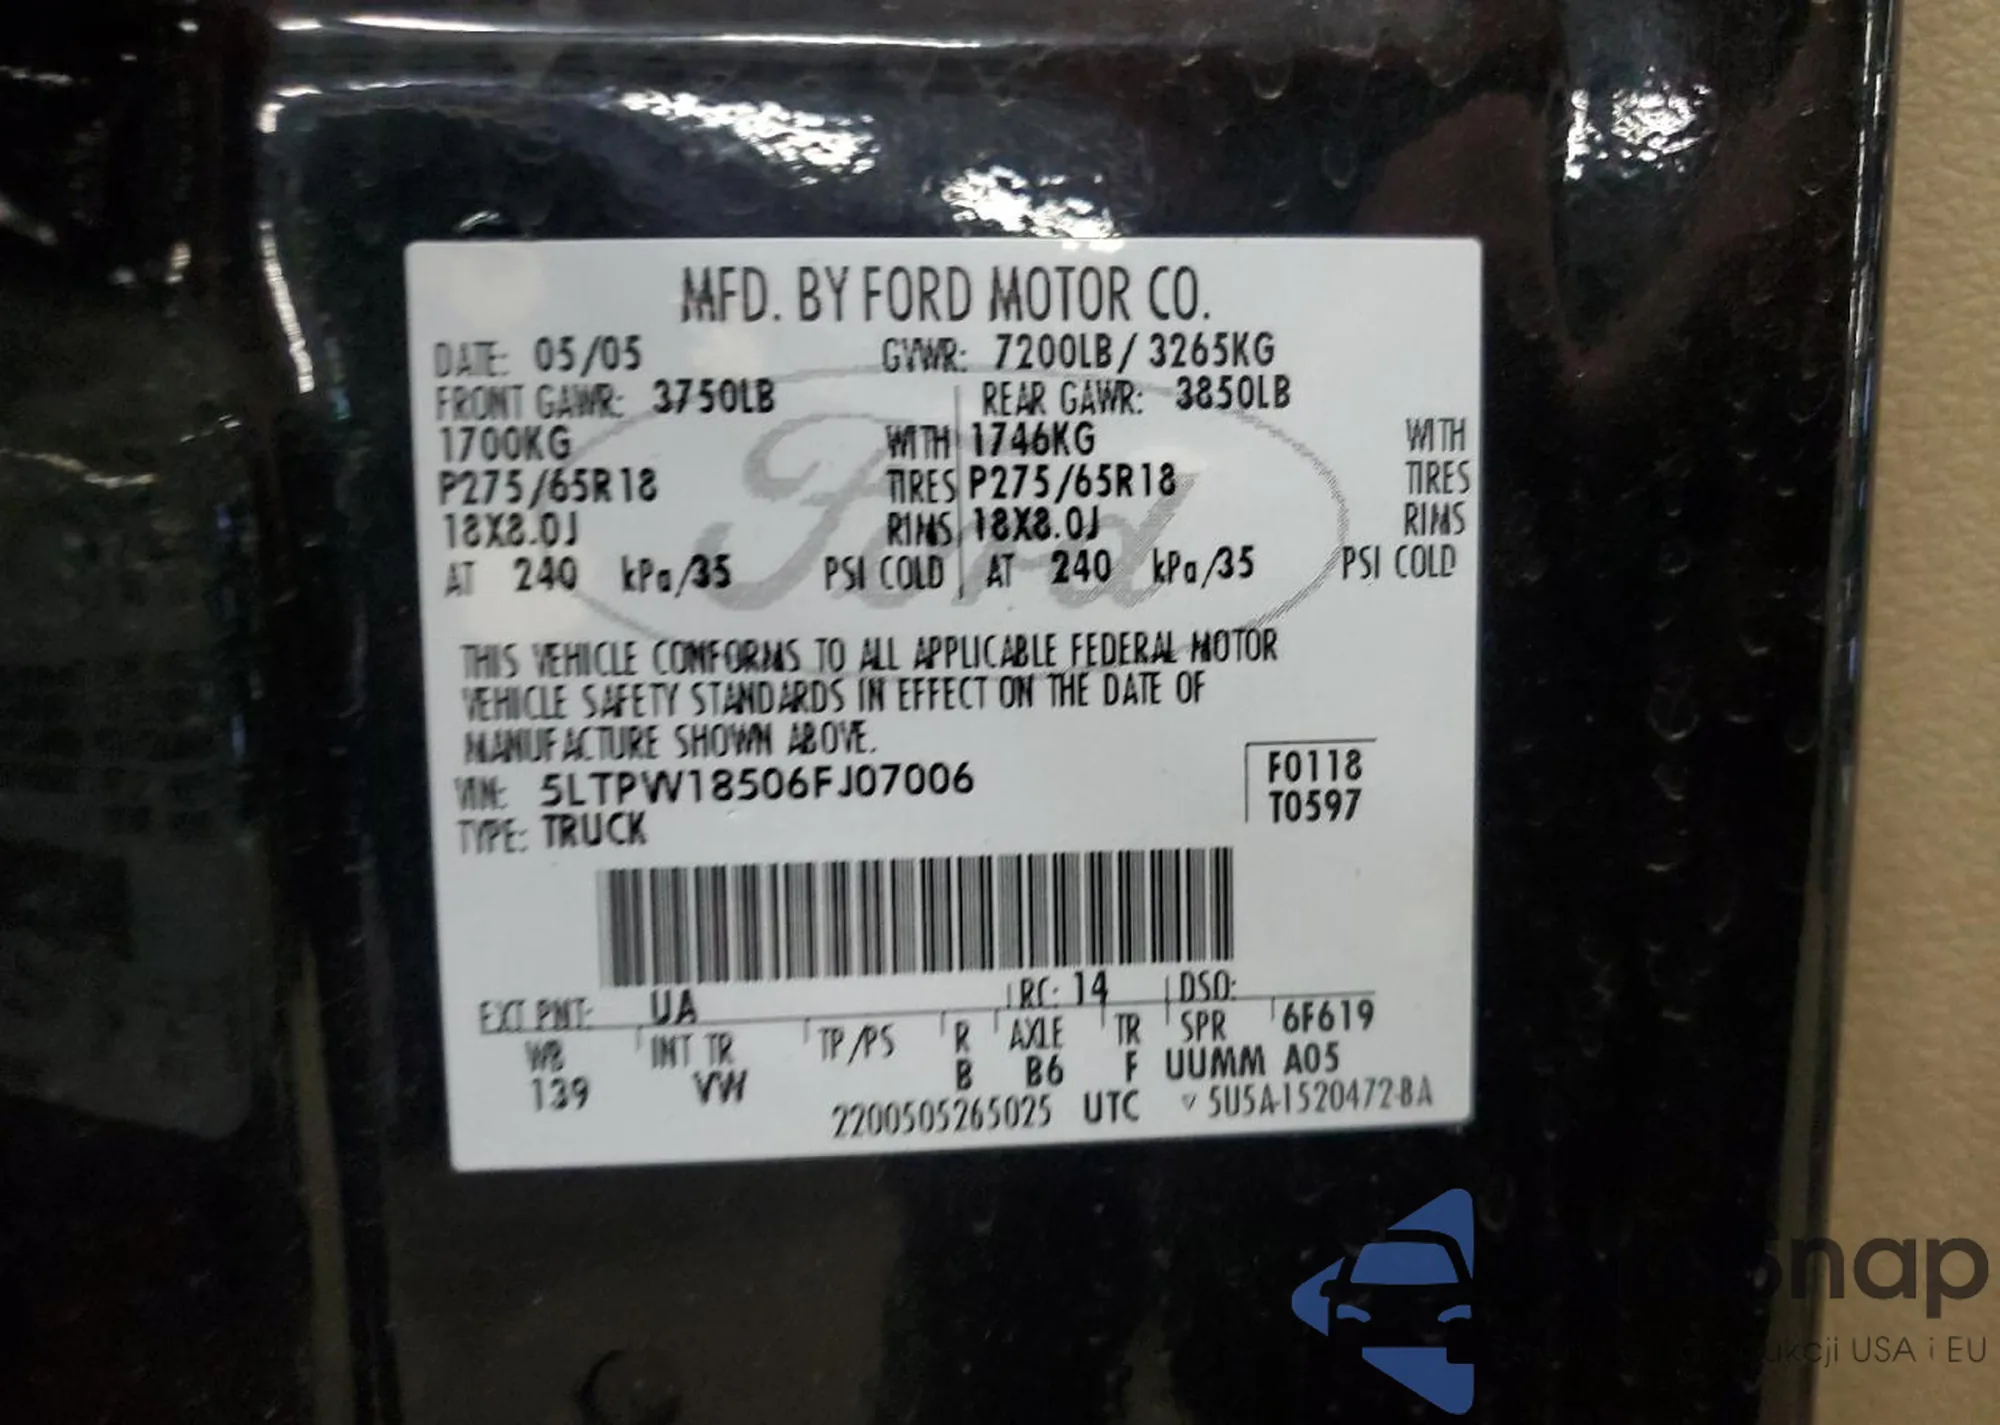 MFD. BY FORD MOTOR CO.
DATE: 05/05 GVWR: 7200LB/ 3265KG
FRONT GAWR: 3750LB REAR GAWR: 3850LB
1700KG WITH 1746KG WITH
P275/65R18 TIRES P275/65R18 TIRES
18X8.0J RIMS 18X8.0J RIMS
AT 240 kPa/35 PSI COLD AT 240 kPa/35 PSI COLD
Ford
THIS VEHICLE CONFORMS TO ALL APPLICABLE FEDERAL MOTOR
VEHICLE SAFETY STANDARDS IN EFFECT ON THE DATE OF
MANUFACTURE SHOWN ABOVE.
F0118
VIN: 5LTPW18506FJ07006
T0597
TYPE: TRUCK
EXT PNT: UA RC: 14 DSO:
WB INT TR TP/PS R AXLE TR SPR 6F619
139 VW B B6 F UUMM A05
2200505265025 UTC 5U5A-1520472-BA
nap
USA i EU